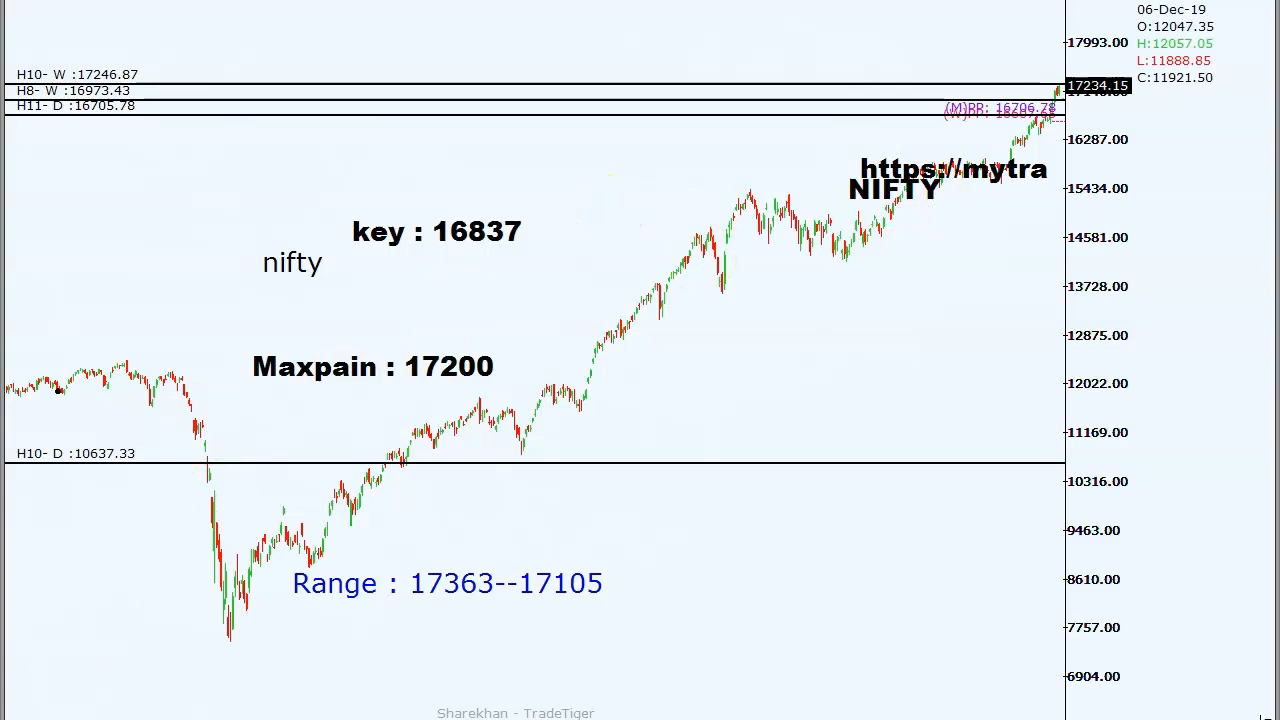 06-Dec-19
O:12047.35
H:12057.05
L:11888.85
C:11921.50
17993.00
H10- W :17246.87
17234.15
H8- W :16973.43
H11- D :16705.78
(M)RR: 16706.78
16287.00
https://mytra
NIFTY
15434.00
key : 16837
14581.00
nifty
13728.00
12875.00
Maxpain : 17200
12022.00
11169.00
H10- D :10637.33
10316.00
9463.00
Range : 17363--17105
8610.00
7757.00
6904.00
Sharekhan - TradeTiger